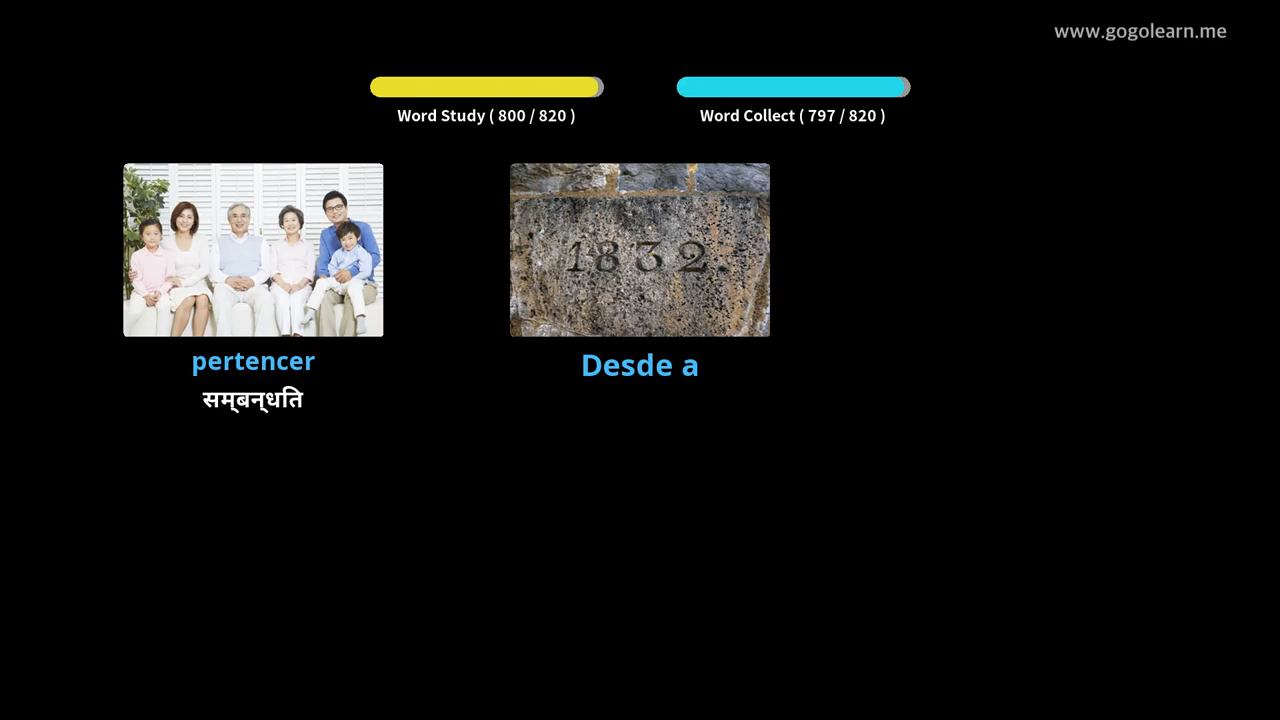 www.gogolearn.me
Word Study ( 800 / 820 )
Word Collect ( 797 / 820 )
1832.
pertencer
Desde a
सम्बन्धति